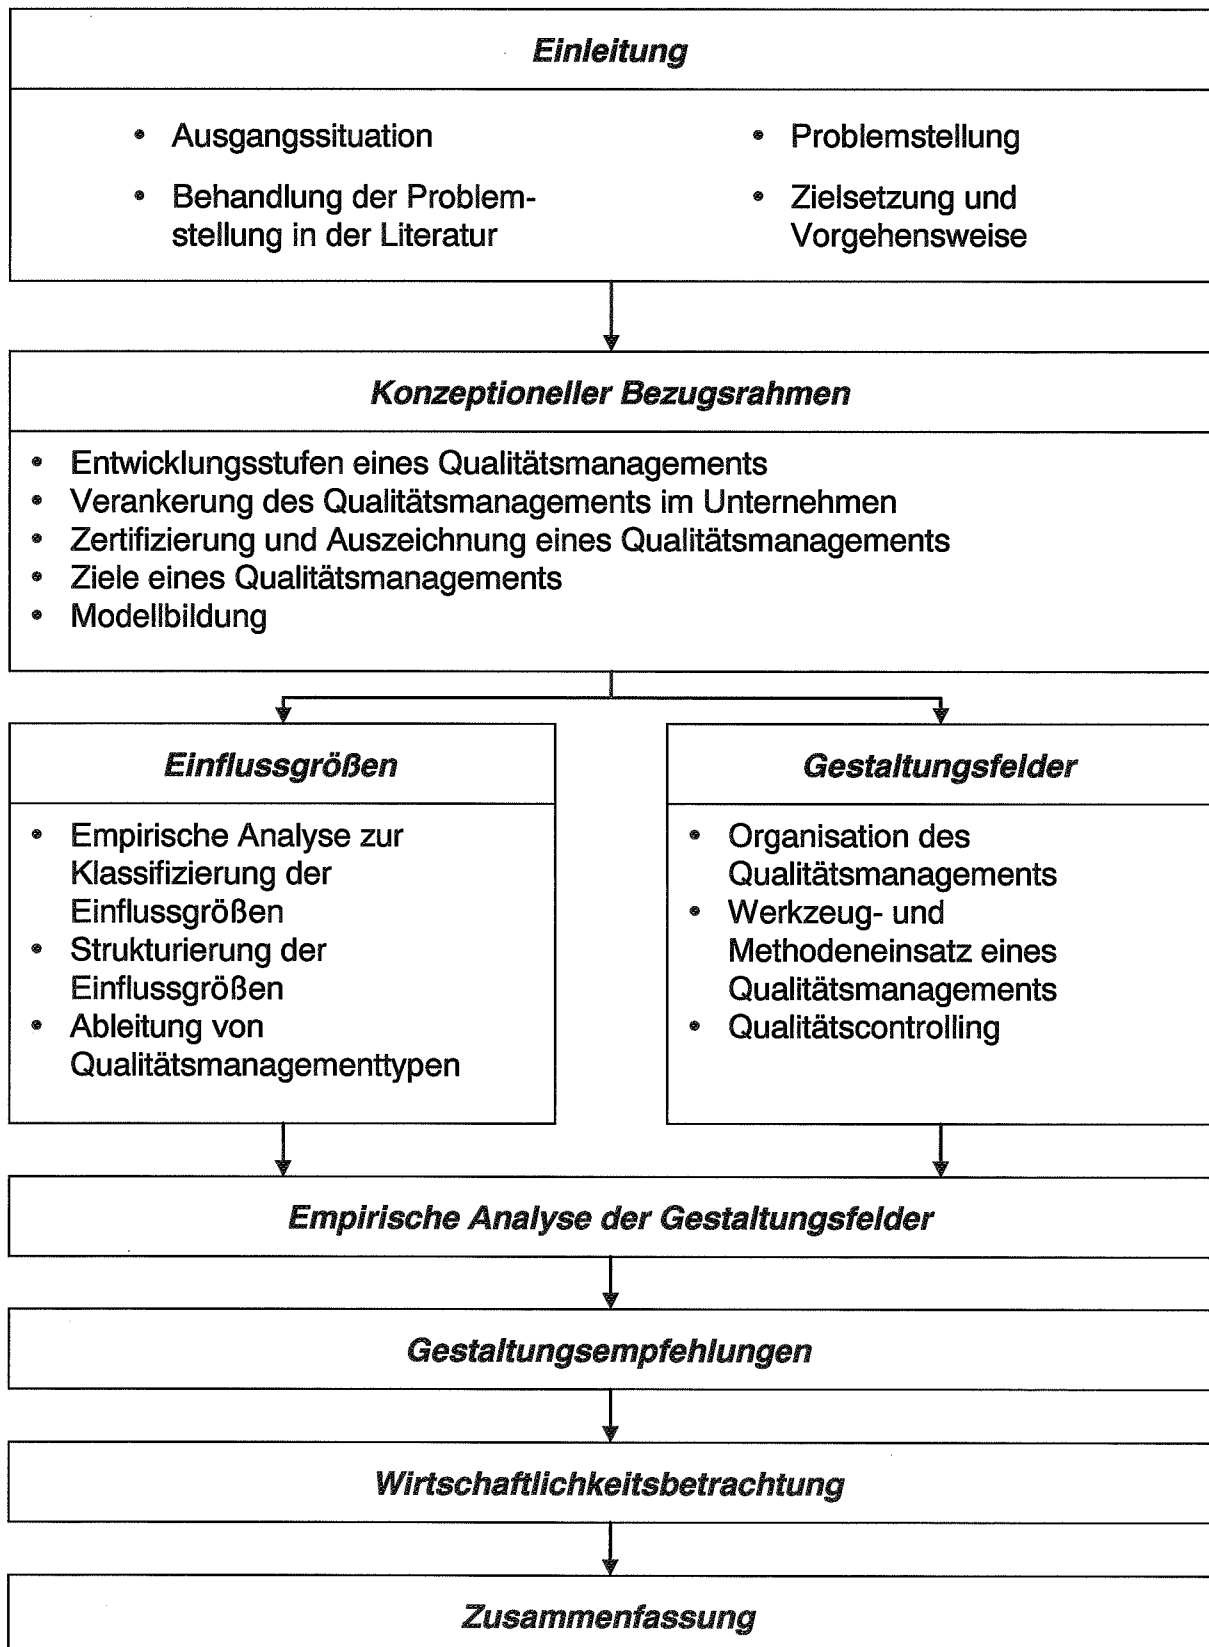 Einleitung
• Ausgangssituation
• Behandlung der Problem-
stellung in der Literatur
• Problemstellung
• Zielsetzung und
Vorgehensweise
Konzeptioneller Bezugsrahmen
• Entwicklungsstufen eines Qualitätsmanagements
• Verankerung des Qualitätsmanagements im Unternehmen
• Zertifizierung und Auszeichnung eines Qualitätsmanagements
• Ziele eines Qualitätsmanagements
• Modellbildung
Einflussgrößen
• Empirische Analyse zur
Klassifizierung der
Einflussgrößen
• Strukturierung der
Einflussgrößen
• Ableitung von
Qualitätsmanagementtypen
Gestaltungsfelder
• Organisation des
Qualitätsmanagements
• Werkzeug- und
Methodeneinsatz eines
Qualitätsmanagements
• Qualitätscontrolling
Empirische Analyse der Gestaltungsfelder
Gestaltungsempfehlungen
Wirtschaftlichkeitsbetrachtung
Zusammenfassung